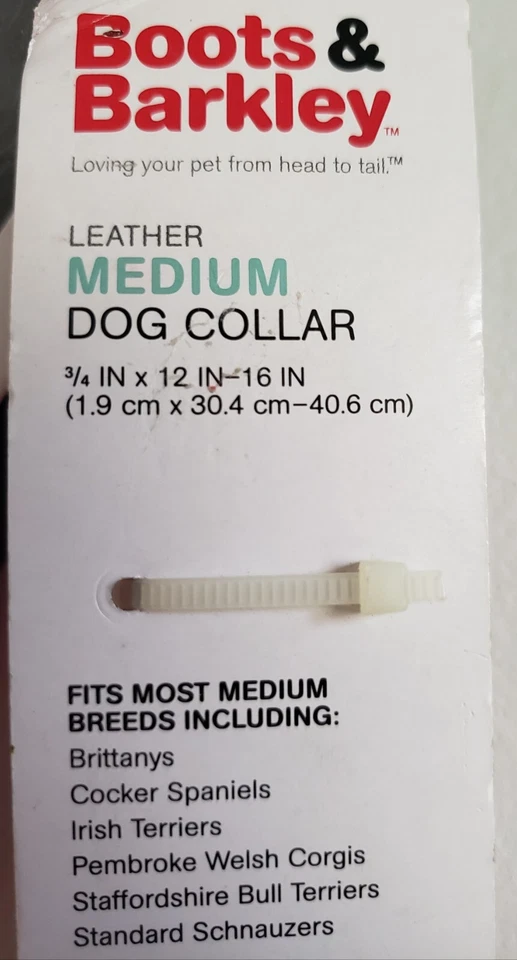 Boots &
Barkley™
Loving your pet from head to tail.™
LEATHER
MEDIUM
DOG COLLAR
3/4 IN x 12 IN–16 IN
(1.9 cm x 30.4 cm–40.6 cm)
FITS MOST MEDIUM
BREEDS INCLUDING:
Brittanys
Cocker Spaniels
Irish Terriers
Pembroke Welsh Corgis
Staffordshire Bull Terriers
Standard Schnauzers